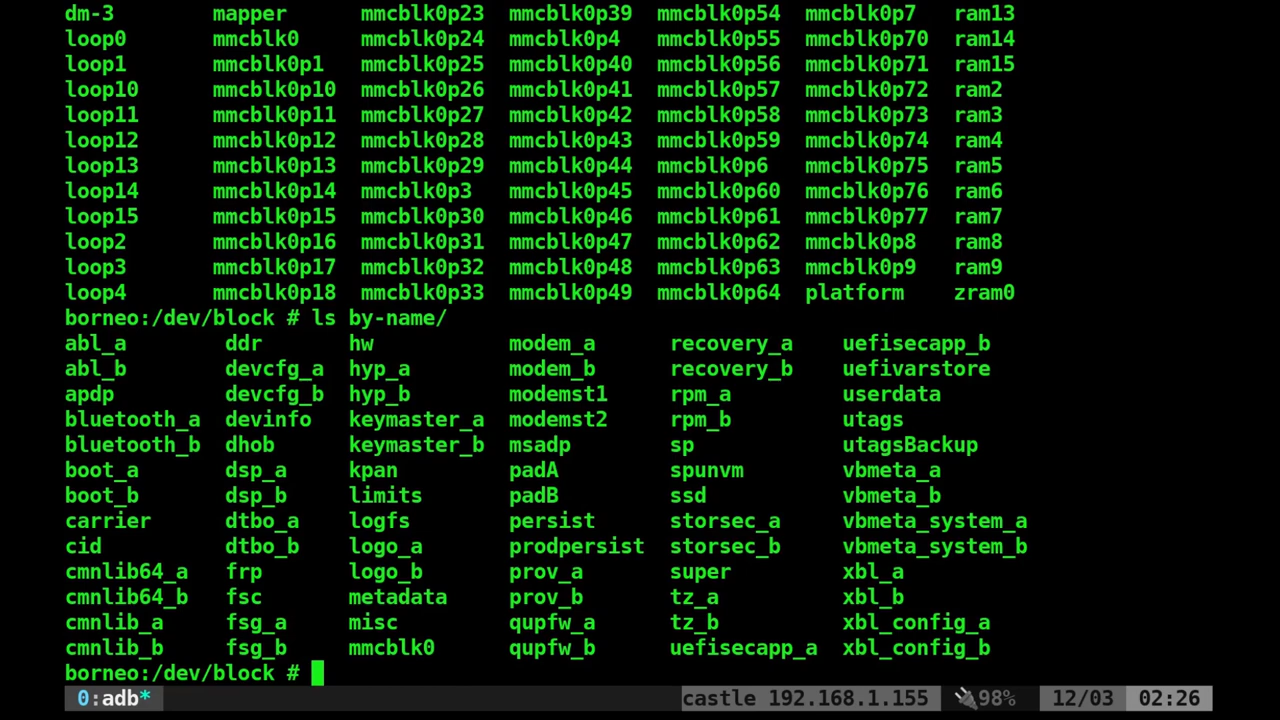 dm-3 mapper mmcblk0p23 mmcblk0p39 mmcblk0p54 mmcblk0p7 ram13
loop0 mmcblk0 mmcblk0p24 mmcblk0p4 mmcblk0p55 mmcblk0p70 ram14
loop1 mmcblk0p1 mmcblk0p25 mmcblk0p40 mmcblk0p56 mmcblk0p71 ram15
loop10 mmcblk0p10 mmcblk0p26 mmcblk0p41 mmcblk0p57 mmcblk0p72 ram2
loop11 mmcblk0p11 mmcblk0p27 mmcblk0p42 mmcblk0p58 mmcblk0p73 ram3
loop12 mmcblk0p12 mmcblk0p28 mmcblk0p43 mmcblk0p59 mmcblk0p74 ram4
loop13 mmcblk0p13 mmcblk0p29 mmcblk0p44 mmcblk0p6 mmcblk0p75 ram5
loop14 mmcblk0p14 mmcblk0p3 mmcblk0p45 mmcblk0p60 mmcblk0p76 ram6
loop15 mmcblk0p15 mmcblk0p30 mmcblk0p46 mmcblk0p61 mmcblk0p77 ram7
loop2 mmcblk0p16 mmcblk0p31 mmcblk0p47 mmcblk0p62 mmcblk0p8 ram8
loop3 mmcblk0p17 mmcblk0p32 mmcblk0p48 mmcblk0p63 mmcblk0p9 ram9
loop4 mmcblk0p18 mmcblk0p33 mmcblk0p49 mmcblk0p64 platform zram0
borneo:/dev/block # ls by-name/
abl_a ddr hw modem_a recovery_a uefisecapp_b
abl_b devcfg_a hyp_a modem_b recovery_b uefivarstore
apdp devcfg_b hyp_b modemst1 rpm_a userdata
bluetooth_a devinfo keymaster_a modemst2 rpm_b utags
bluetooth_b dhob keymaster_b msadp sp utagsBackup
boot_a dsp_a kpan padA spunvm vbmeta_a
boot_b dsp_b limits padB ssd vbmeta_b
carrier dtbo_a logfs persist storsec_a vbmeta_system_a
cid dtbo_b logo_a prodpersist storsec_b vbmeta_system_b
cmnlib64_a frp logo_b prov_a super xbl_a
cmnlib64_b fsc metadata prov_b tz_a xbl_b
cmnlib_a fsg_a misc qupfw_a tz_b xbl_config_a
cmnlib_b fsg_b mmcblk0 qupfw_b uefisecapp_a xbl_config_b
borneo:/dev/block #
0:adb* castle 192.168.1.155 🔌98% 12/03 02:26